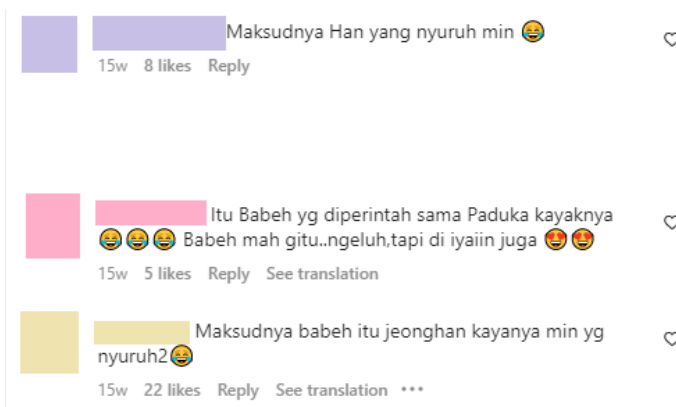 Maksudnya Han yang nyuruh min 😂
15w 8 likes Reply
Itu Babeh yg diperintah sama Paduka kayaknya
😂😂😂 Babeh mah gitu..ngeluh,tapi di iyaiin juga 😍😍
15w 5 likes Reply See translation
Maksudnya babeh itu jeonghan kayanya min yg
nyuruh2😂
15w 22 likes Reply See translation •••